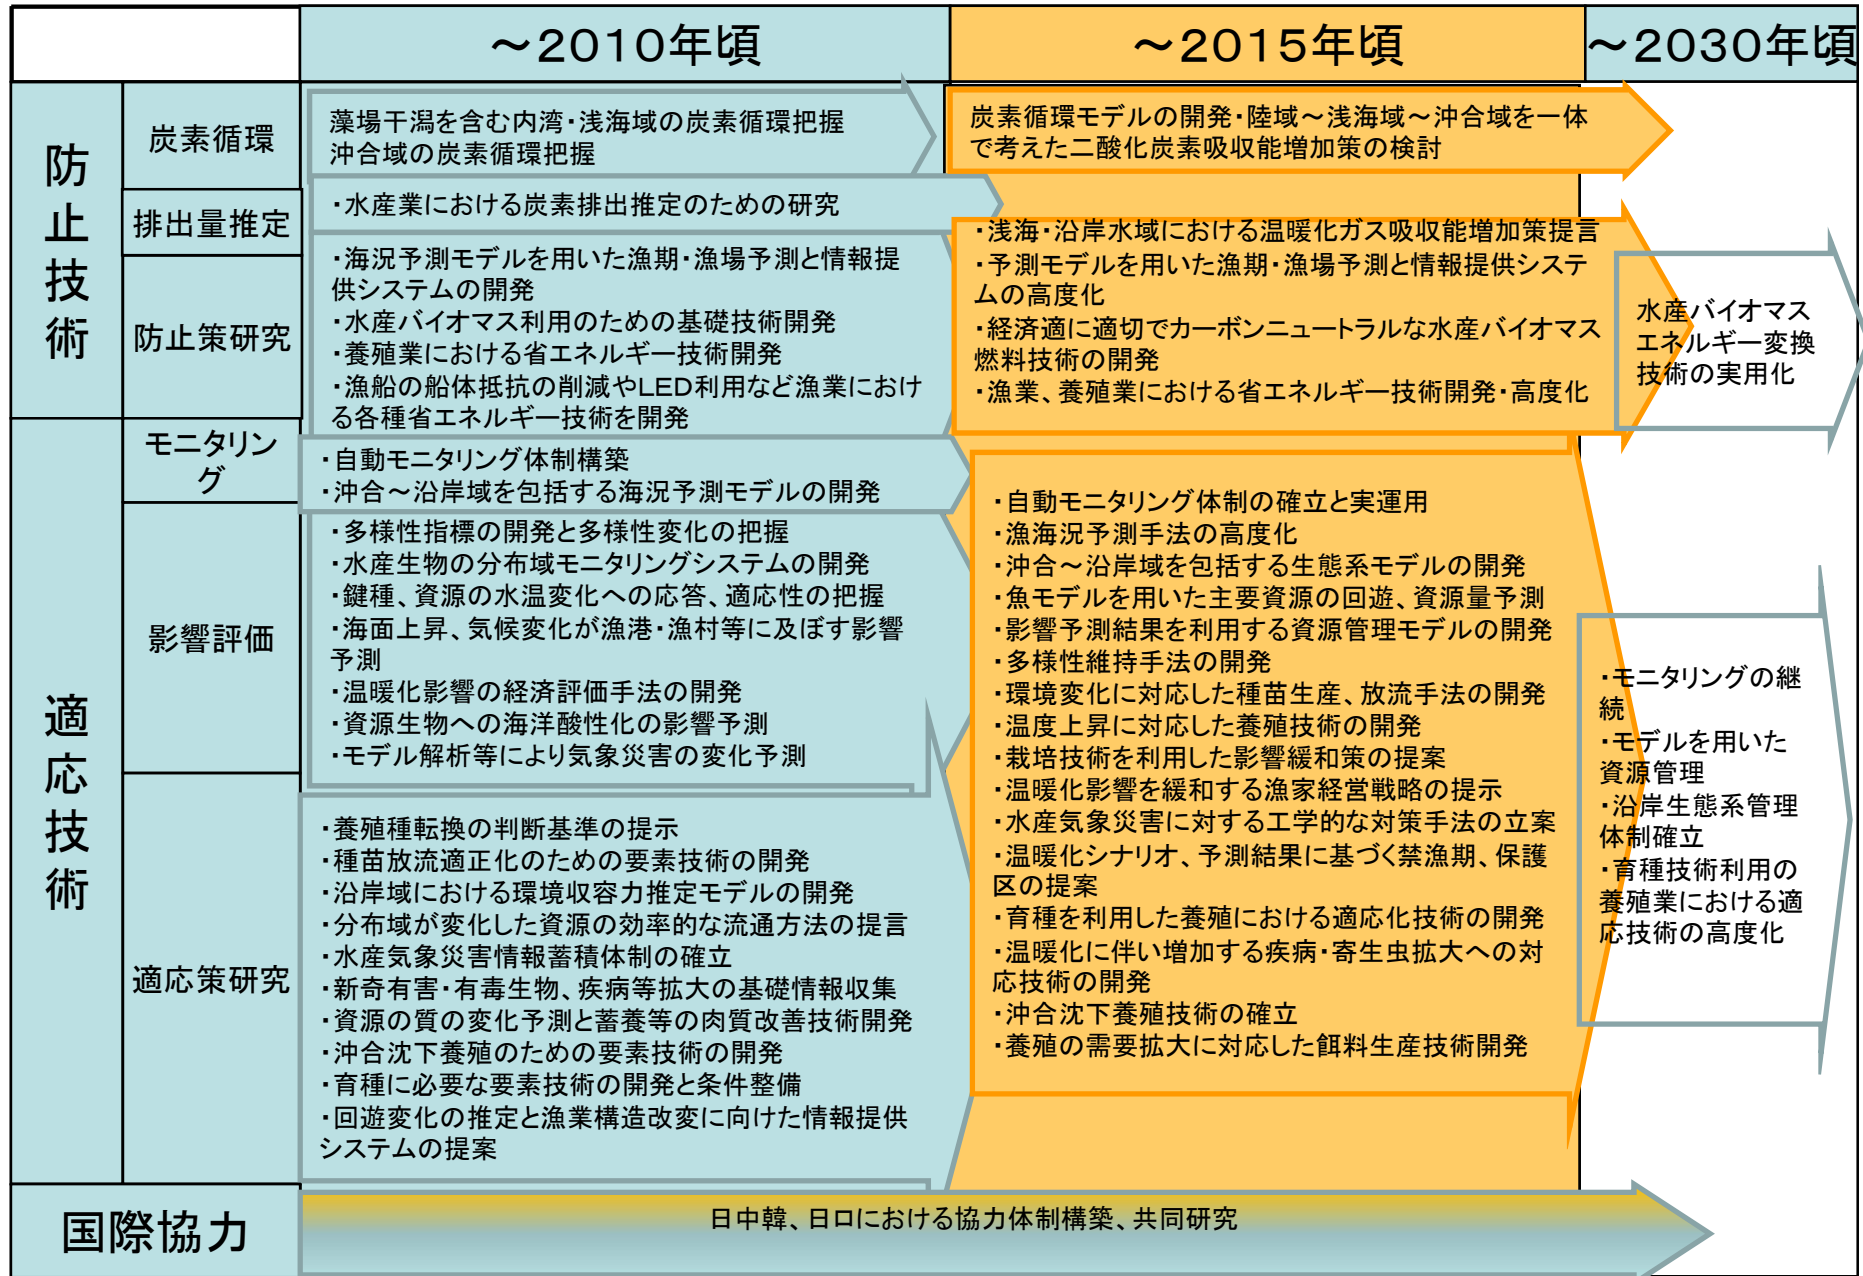 ～2010年頃
～2015年頃
～2030年頃
防止技術
炭素循環
藻場干潟を含む内湾・浅海域の炭素循環把握
沖合域の炭素循環把握
炭素循環モデルの開発・陸域～浅海域～沖合域を一体
で考えた二酸化炭素吸収能増加策の検討
排出量推定
・水産業における炭素排出推定のための研究
防止策研究
・海況予測モデルを用いた漁期・漁場予測と情報提
供システムの開発
・水産バイオマス利用のための基礎技術開発
・養殖業における省エネルギー技術開発
・漁船の船体抵抗の削減やLED利用など漁業におけ
る各種省エネルギー技術を開発
・浅海・沿岸水域における温暖化ガス吸収能増加策提言
・予測モデルを用いた漁期・漁場予測と情報提供システ
ムの高度化
・経済適に適切でカーボンニュートラルな水産バイオマス
燃料技術の開発
・漁業、養殖業における省エネルギー技術開発・高度化
水産バイオマス
エネルギー変換
技術の実用化
適応技術
モニタリン
グ
・自動モニタリング体制構築
・沖合～沿岸域を包括する海況予測モデルの開発
影響評価
・多様性指標の開発と多様性変化の把握
・水産生物の分布域モニタリングシステムの開発
・鍵種、資源の水温変化への応答、適応性の把握
・海面上昇、気候変化が漁港・漁村等に及ぼす影響
予測
・温暖化影響の経済評価手法の開発
・資源生物への海洋酸性化の影響予測
・モデル解析等により気象災害の変化予測
適応策研究
・養殖種転換の判断基準の提示
・種苗放流適正化のための要素技術の開発
・沿岸域における環境収容力推定モデルの開発
・分布域が変化した資源の効率的な流通方法の提言
・水産気象災害情報蓄積体制の確立
・新奇有害・有毒生物、疾病等拡大の基礎情報収集
・資源の質の変化予測と蓄養等の肉質改善技術開発
・沖合沈下養殖のための要素技術の開発
・育種に必要な要素技術の開発と条件整備
・回遊変化の推定と漁業構造改変に向けた情報提供
システムの提案
・自動モニタリング体制の確立と実運用
・漁海況予測手法の高度化
・沖合～沿岸域を包括する生態系モデルの開発
・魚モデルを用いた主要資源の回遊、資源量予測
・影響予測結果を利用する資源管理モデルの開発
・多様性維持手法の開発
・環境変化に対応した種苗生産、放流手法の開発
・温度上昇に対応した養殖技術の開発
・栽培技術を利用した影響緩和策の提案
・温暖化影響を緩和する漁家経営戦略の提示
・水産気象災害に対する工学的な対策手法の立案
・温暖化シナリオ、予測結果に基づく禁漁期、保護
区の提案
・育種を利用した養殖における適応化技術の開発
・温暖化に伴い増加する疾病・寄生虫拡大への対
応技術の開発
・沖合沈下養殖技術の確立
・養殖の需要拡大に対応した餌料生産技術開発
・モニタリングの継
続
・モデルを用いた
資源管理
・沿岸生態系管理
体制確立
・育種技術利用の
養殖業における適
応技術の高度化
国際協力
日中韓、日ロにおける協力体制構築、共同研究